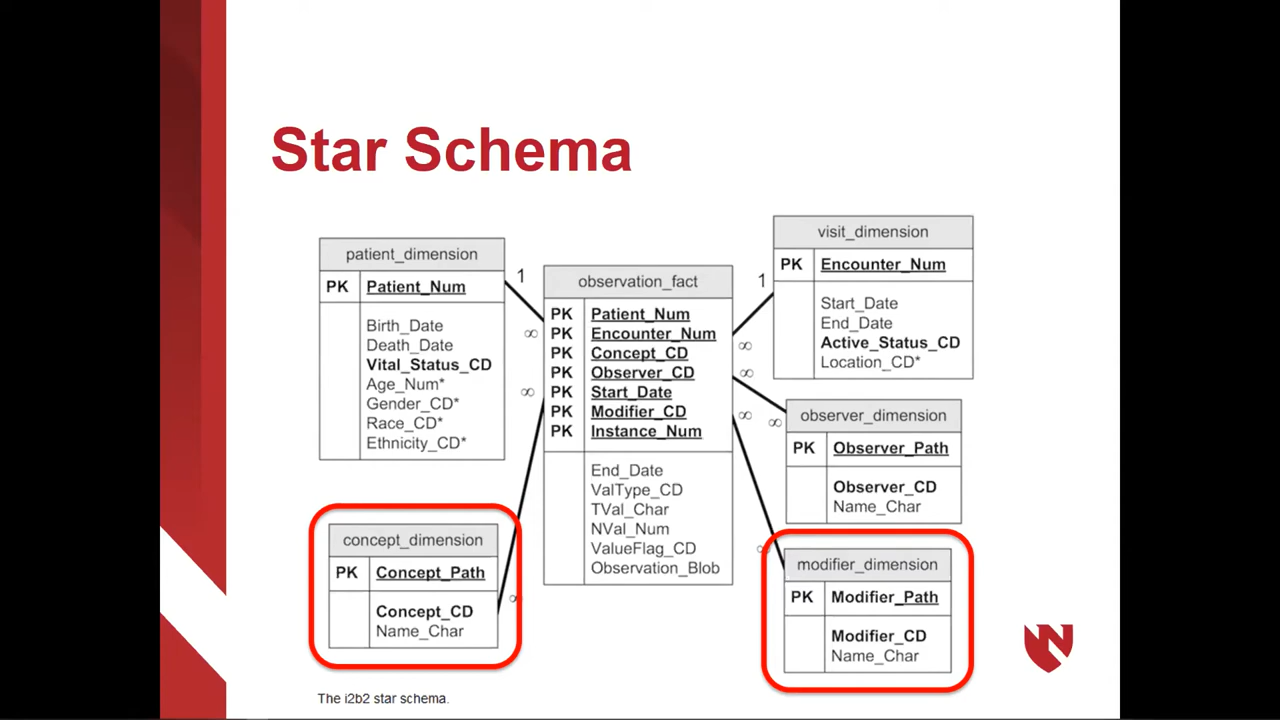 Star Schema
patient_dimension
PK Patient_Num
Birth_Date
Death_Date
Vital_Status_CD
Age_Num*
Gender_CD*
Race_CD*
Ethnicity_CD*
1
∞
observation_fact
PK Patient_Num
PK Encounter_Num
PK Concept_CD
PK Observer_CD
PK Start_Date
PK Modifier_CD
PK Instance_Num
End_Date
ValType_CD
TVal_Char
NVal_Num
ValueFlag_CD
Observation_Blob
visit_dimension
PK Encounter_Num
Start_Date
End_Date
Active_Status_CD
Location_CD*
1
∞
observer_dimension
PK Observer_Path
Observer_CD
Name_Char
∞
∞
concept_dimension
PK Concept_Path
Concept_CD
Name_Char
∞
∞
modifier_dimension
PK Modifier_Path
Modifier_CD
Name_Char
∞
∞
The i2b2 star schema.